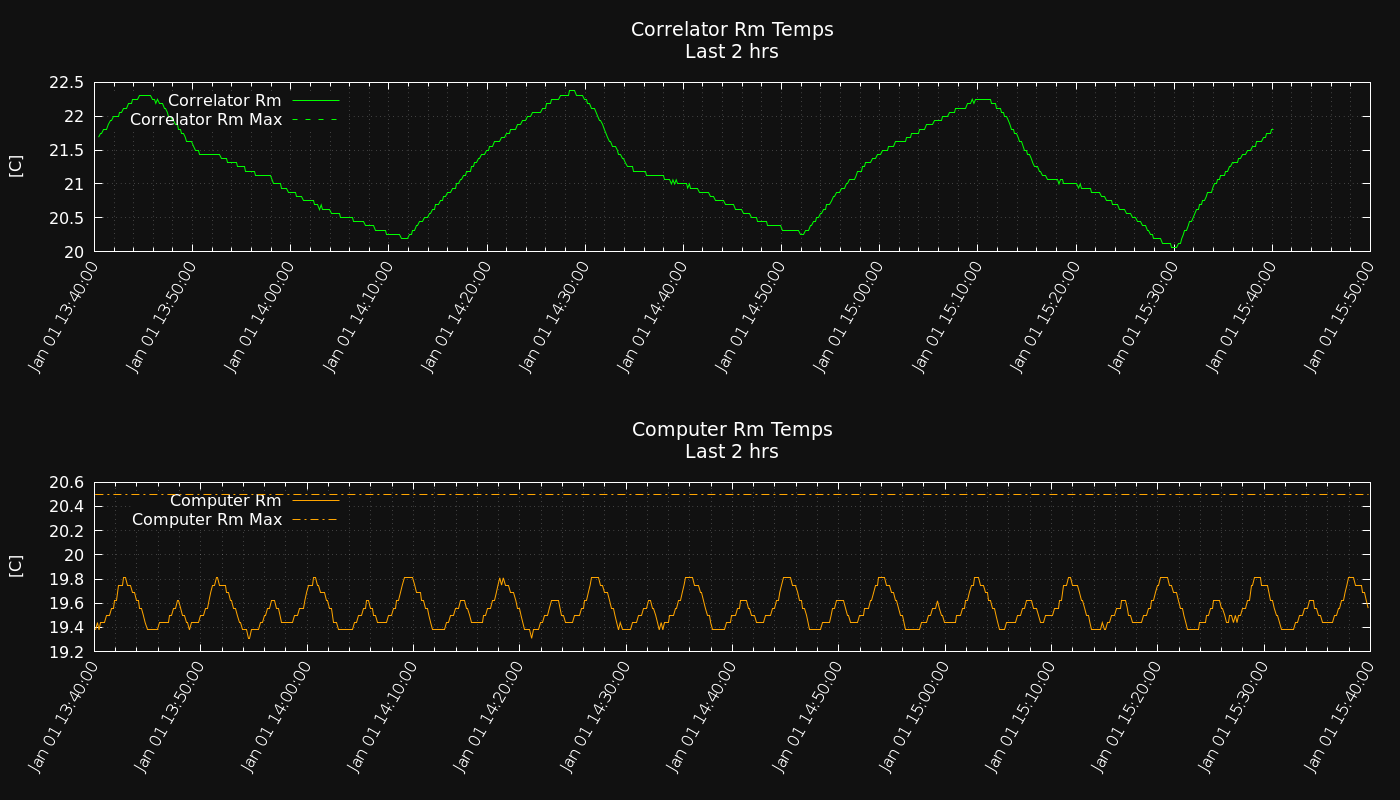 Correlator Rm Temps
Last 2 hrs
22.5
22
21.5
21
20.5
20
[C]
Correlator Rm
Correlator Rm Max
Jan 01 13:40:00
Jan 01 13:50:00
Jan 01 14:00:00
Jan 01 14:10:00
Jan 01 14:20:00
Jan 01 14:30:00
Jan 01 14:40:00
Jan 01 14:50:00
Jan 01 15:00:00
Jan 01 15:10:00
Jan 01 15:20:00
Jan 01 15:30:00
Jan 01 15:40:00
Jan 01 15:50:00
Computer Rm Temps
Last 2 hrs
20.6
20.4
20.2
20
19.8
19.6
19.4
19.2
[C]
Computer Rm
Computer Rm Max
Jan 01 13:40:00
Jan 01 13:50:00
Jan 01 14:00:00
Jan 01 14:10:00
Jan 01 14:20:00
Jan 01 14:30:00
Jan 01 14:40:00
Jan 01 14:50:00
Jan 01 15:00:00
Jan 01 15:10:00
Jan 01 15:20:00
Jan 01 15:30:00
Jan 01 15:40:00